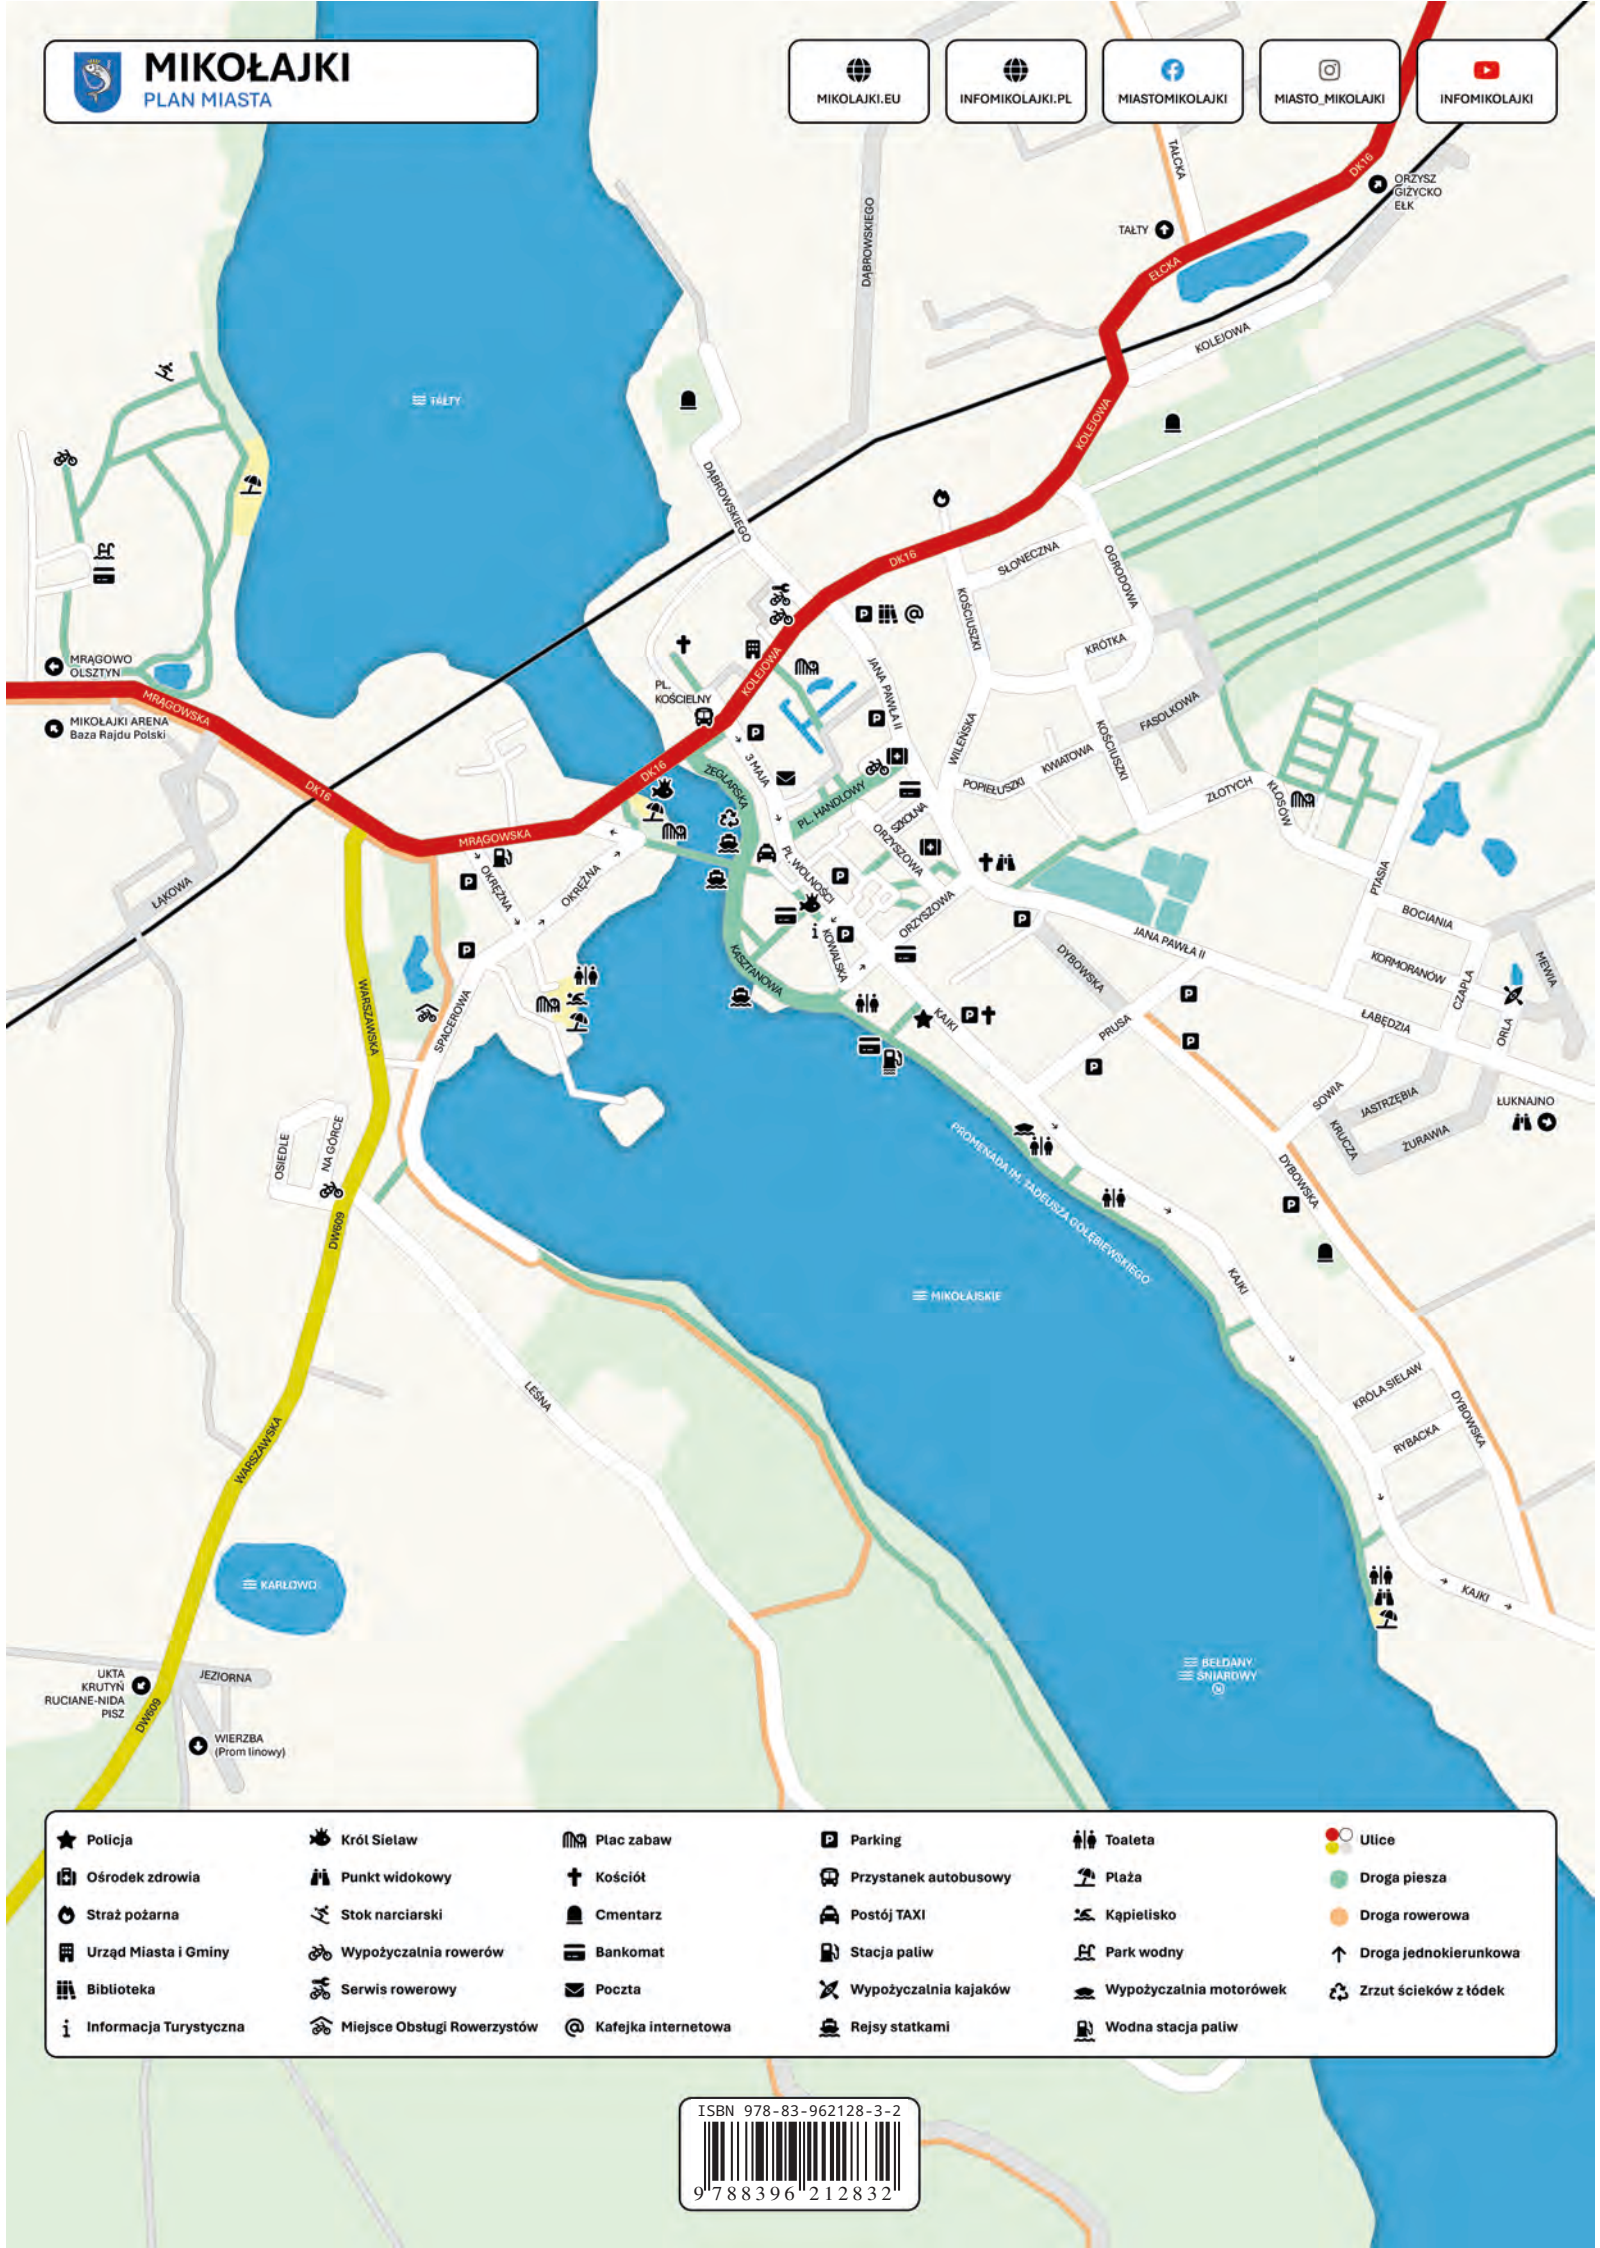 MIKOŁAJKI
PLAN MIASTA
MIKOLAJKI.EU
INFOMIKOLAJKI.PL
MIASTOMIKOLAJKI
MIASTO_MIKOLAJKI
INFOMIKOLAJKI
TAŁCKA
DK16
ORZYSZ
GIŻYCKO
EŁK
DĄBROWSKIEGO
TAŁTY
EŁCKA
KOLEJOWA
TAŁTY
KOLEJOWA
DĄBROWSKIEGO
DK16
SŁONECZNA
OGRODOWA
KOŚCIUSZKI
@
KRÓTKA
MRĄGOWO
OLSZTYN
MRĄGOWSKA
MIKOŁAJKI ARENA
Baza Rajdu Polski
PL.
KOŚCIELNY
KOLEJOWA
JANA PAWŁA II
P
P
P
WILEŃSKA
FASOLKOWA
KOŚCIUSZKI
KWIATOWA
POPIEŁUSZKI
DK16
DK16
ŻEGLARSKA
3 MAJA
PL. HANDLOWY
SZKOLNA
ORZYSZOWA
ZŁOTYCH
KŁOSÓW
MRĄGOWSKA
OKRĘŻNA
OKRĘŻNA
P
P
PL. WOLNOŚCI
P
P
i
KOWALSKA
ORZYSZOWA
P
ŁĄKOWA
PTASIA
BOCIANIA
JANA PAWŁA II
KORMORANÓW
CZAPLA
MEWIA
ORLA
ŁABĘDZIA
DYBOWSKA
KASZTANOWA
WARSZAWSKA
SPACEROWA
KAJKI
P
PRUSA
P
P
P
SOWIA
JASTRZĘBIA
KRUCZA
ŻURAWIA
ŁUKNAJNO
OSIEDLE
NA GÓRCE
PROMENADA IM. TADEUSZA GOŁĘBIEWSKIEGO
DYBOWSKA
P
DW609
KAJKI
MIKOŁAJSKIE
LEŚNA
KRÓLA SIELAW
RYBACKA
DYBOWSKA
WARSZAWSKA
KARŁOWO
KAJKI
BEŁDANY
ŚNIARDWY
UKTA
KRUTYŃ
RUCIANE-NIDA
PISZ
JEZIORNA
DW609
WIERZBA
(Prom linowy)
Policja
Ośrodek zdrowia
Straż pożarna
Urząd Miasta i Gminy
Biblioteka
i Informacja Turystyczna
Król Sielaw
Punkt widokowy
Stok narciarski
Wypożyczalnia rowerów
Serwis rowerowy
Miejsce Obsługi Rowerzystów
Plac zabaw
Kościół
Cmentarz
Bankomat
Poczta
@ Kafejka internetowa
P Parking
Przystanek autobusowy
Postój TAXI
Stacja paliw
Wypożyczalnia kajaków
Rejsy statkami
Toaleta
Plaża
Kąpielisko
Park wodny
Wypożyczalnia motorówek
Wodna stacja paliw
Ulice
Droga piesza
Droga rowerowa
Droga jednokierunkowa
Zrzut ścieków z łódek
ISBN 978-83-962128-3-2
9 788396 212832